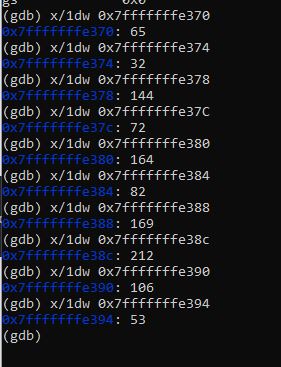 gs 0x0
(gdb) x/1dw 0x7fffffffe370
0x7fffffffe370: 65
(gdb) x/1dw 0x7fffffffe374
0x7fffffffe374: 32
(gdb) x/1dw 0x7fffffffe378
0x7fffffffe378: 144
(gdb) x/1dw 0x7fffffffe37C
0x7fffffffe37c: 72
(gdb) x/1dw 0x7fffffffe380
0x7fffffffe380: 164
(gdb) x/1dw 0x7fffffffe384
0x7fffffffe384: 82
(gdb) x/1dw 0x7fffffffe388
0x7fffffffe388: 169
(gdb) x/1dw 0x7fffffffe38c
0x7fffffffe38c: 212
(gdb) x/1dw 0x7fffffffe390
0x7fffffffe390: 106
(gdb) x/1dw 0x7fffffffe394
0x7fffffffe394: 53
(gdb)